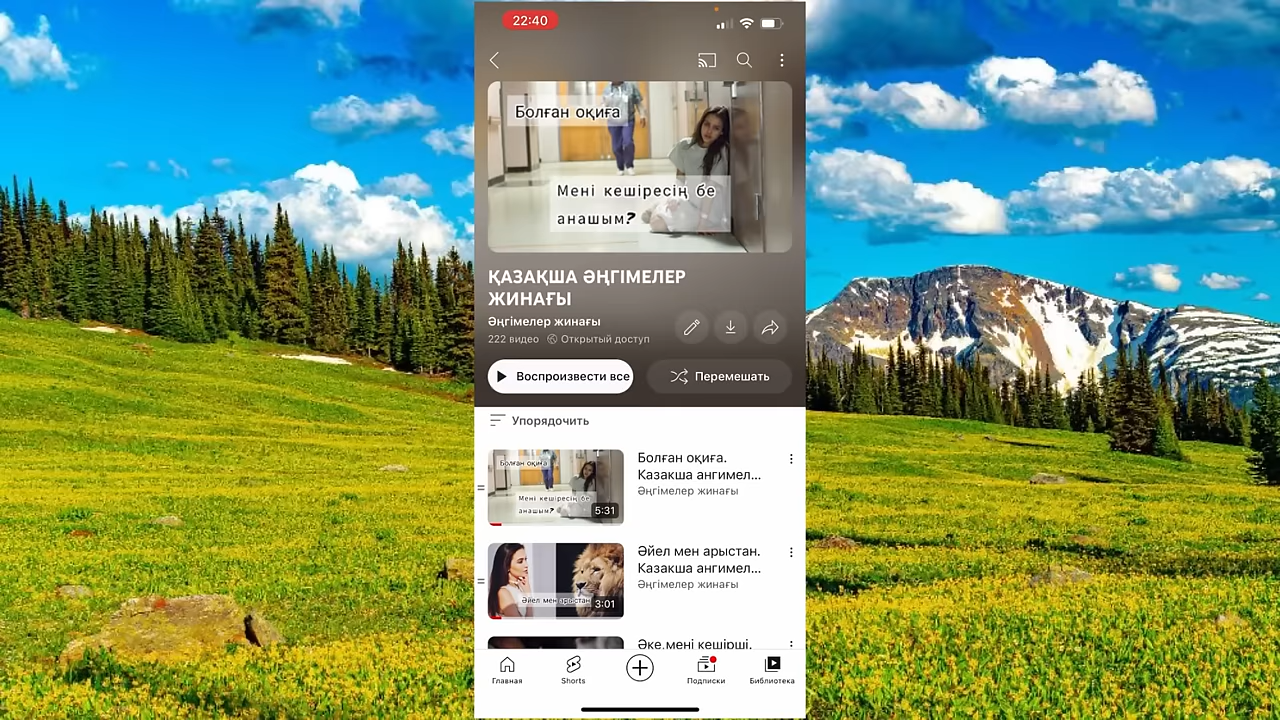 22:40
Болған оқиға
Мені кешіресің бе
анашым?
ҚАЗАҚША ӘҢГІМЕЛЕР
ЖИНАҒЫ
Әңгімелер жинағы
222 видео Открытый доступ
Воспроизвести все
Перемешать
Упорядочить
Болған оқиға
Мені кешіресің бе
анашым?
5:31
Болған оқиға.
Казакша ангимел...
Әңгімелер жинағы
Әйел мен арыстан
3:01
Әйел мен арыстан.
Казакша ангимел...
Әңгімелер жинағы
Әке,мені кешірші.
Главная
Shorts
Подписки
Библиотека